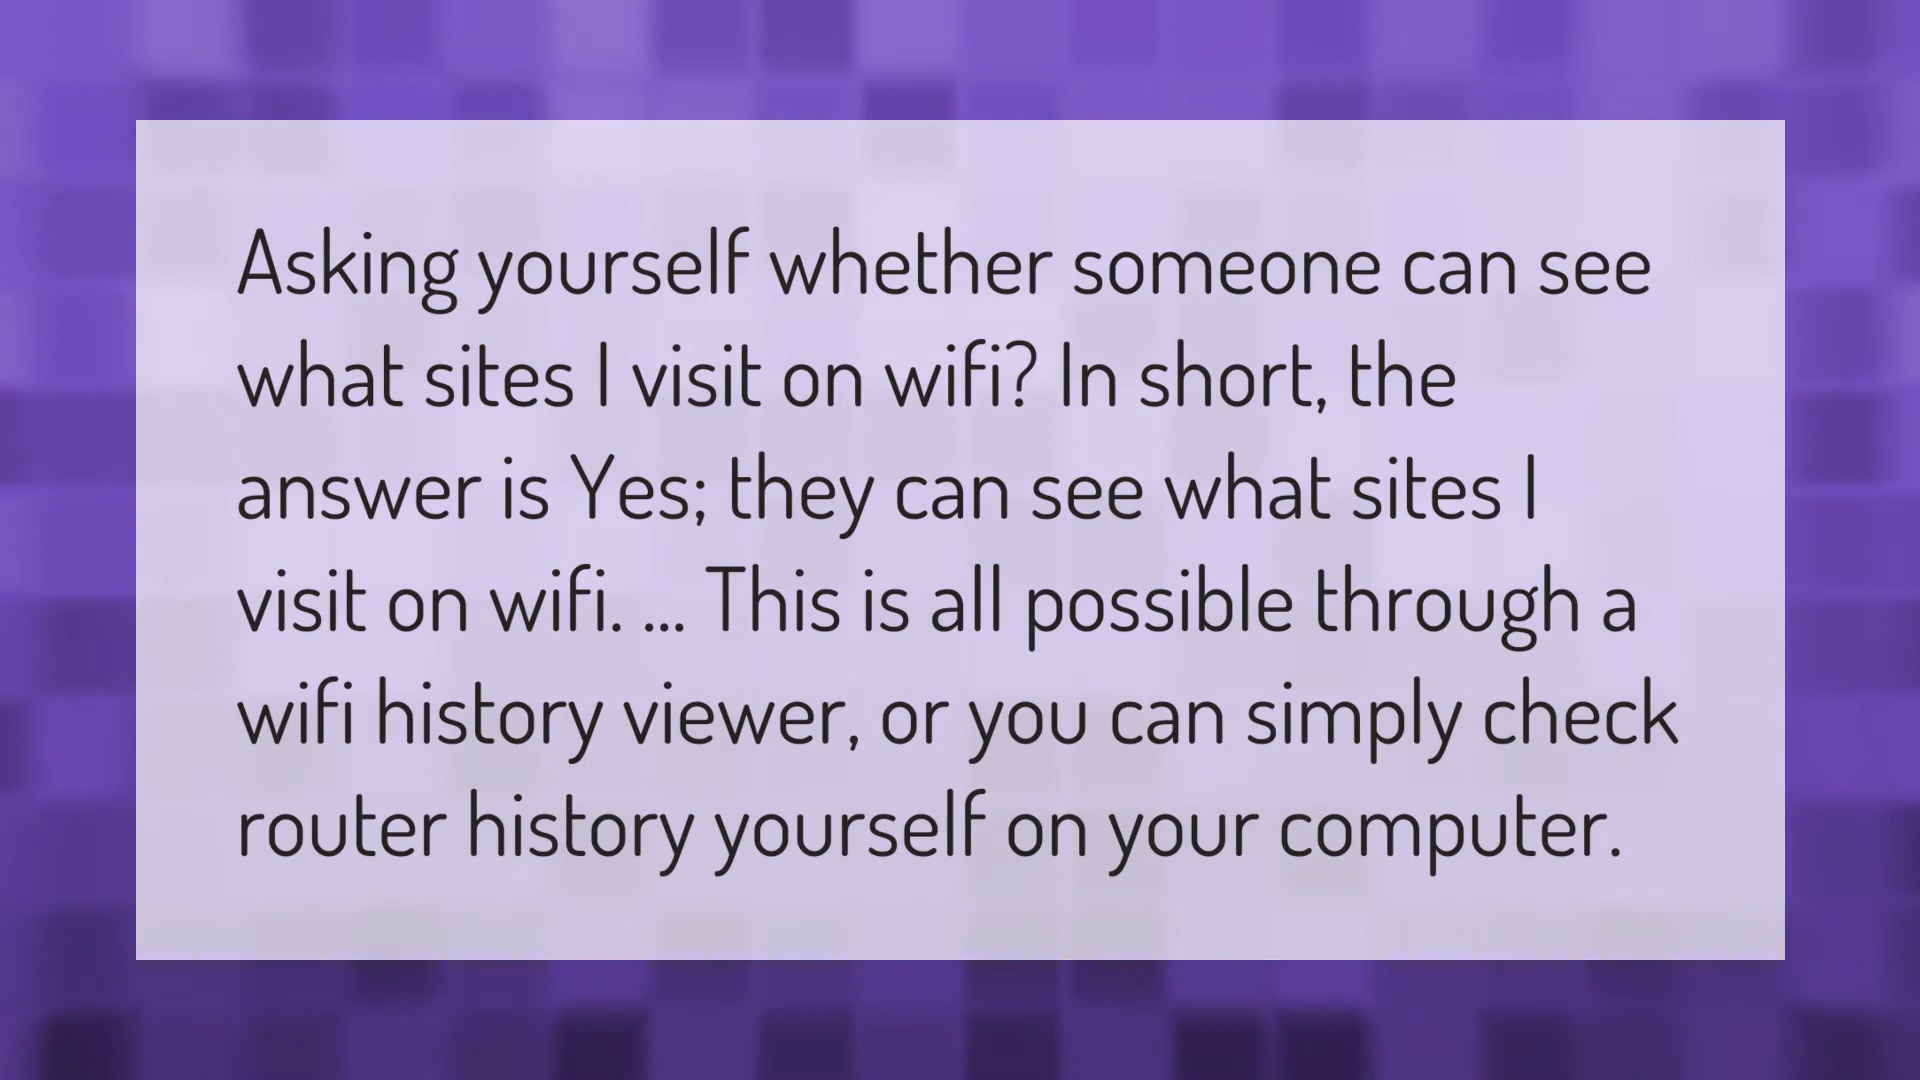 Asking yourself whether someone can see
what sites I visit on wifi? In short, the
answer is Yes; they can see what sites I
visit on wifi. ... This is all possible through a
wifi history viewer, or you can simply check
router history yourself on your computer.